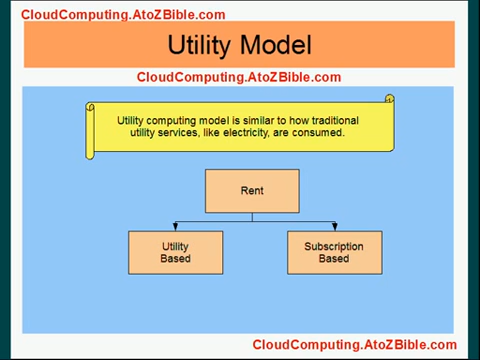 CloudComputing.AtoZBible.com
Utility Model
CloudComputing.AtoZBible.com
Utility computing model is similar to how traditional
utility services, like electricity, are consumed.
Rent
Utility
Based
Subscription
Based
CloudComputing.AtoZBible.com